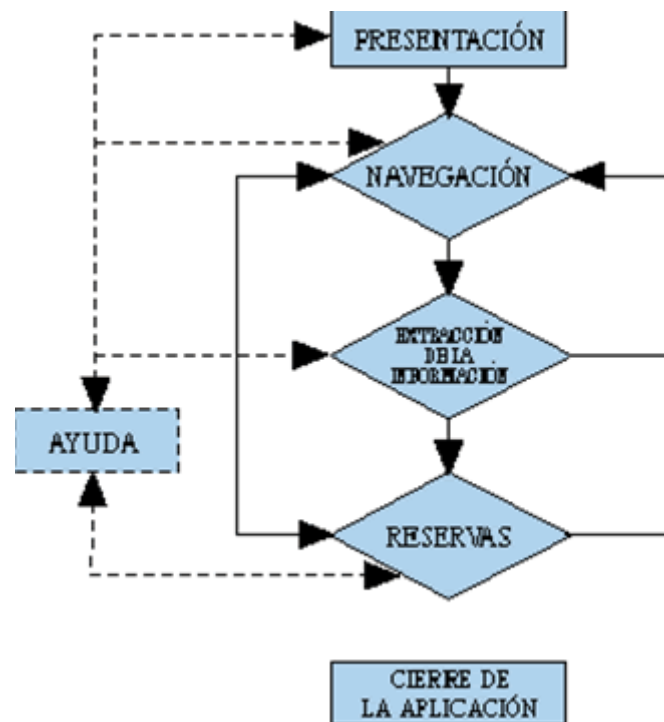 PRESENTACIÓN
NAVEGACIÓN
EXTRACCIÓN
DE LA
INFORMACIÓN
AYUDA
RESERVAS
CIERRE DE
LA APLICACIÓN